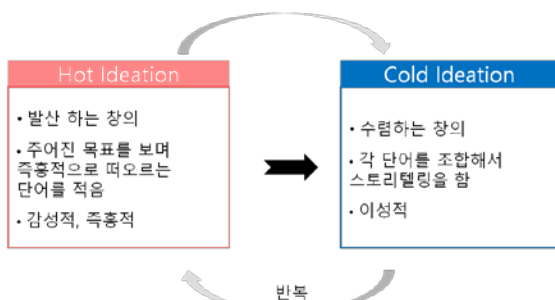 Hot Ideation
• 발산 하는 창의
• 주어진 목표를 보며
즉흥적으로 떠오르는
단어를 적음
• 감성적, 즉흥적
Cold Ideation
• 수렴하는 창의
• 각 단어를 조합해서
스토리텔링을 함
• 이성적
반복